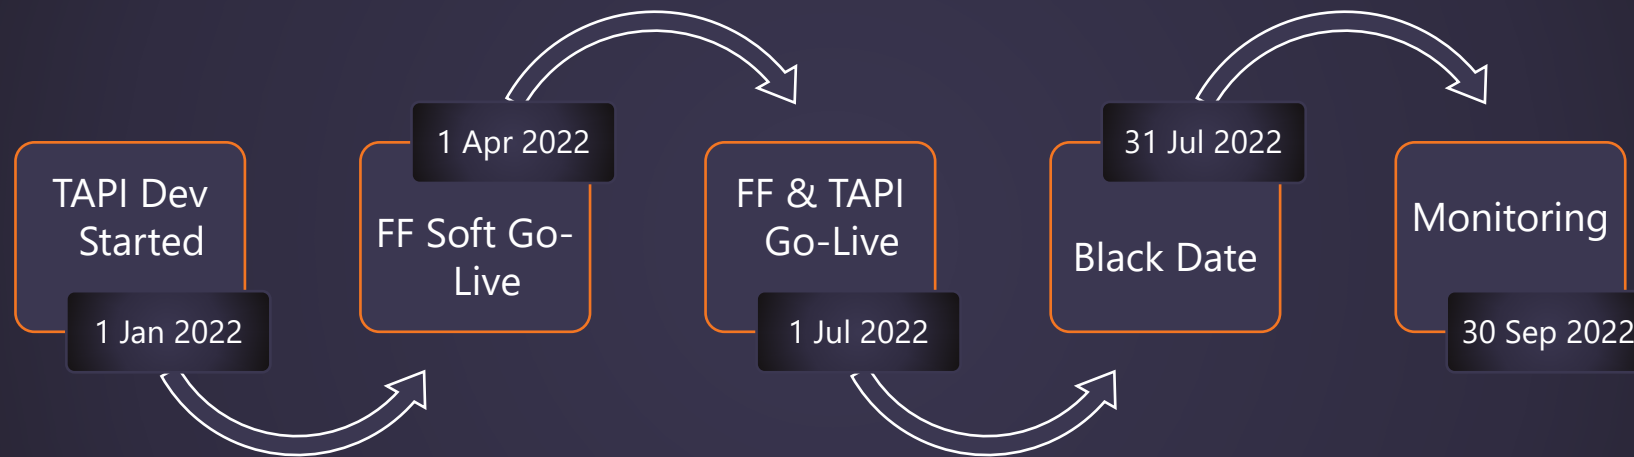 TAPI Dev
Started
1 Jan 2022
1 Apr 2022
FF Soft Go-
Live
FF & TAPI
Go-Live
1 Jul 2022
31 Jul 2022
Black Date
Monitoring
30 Sep 2022